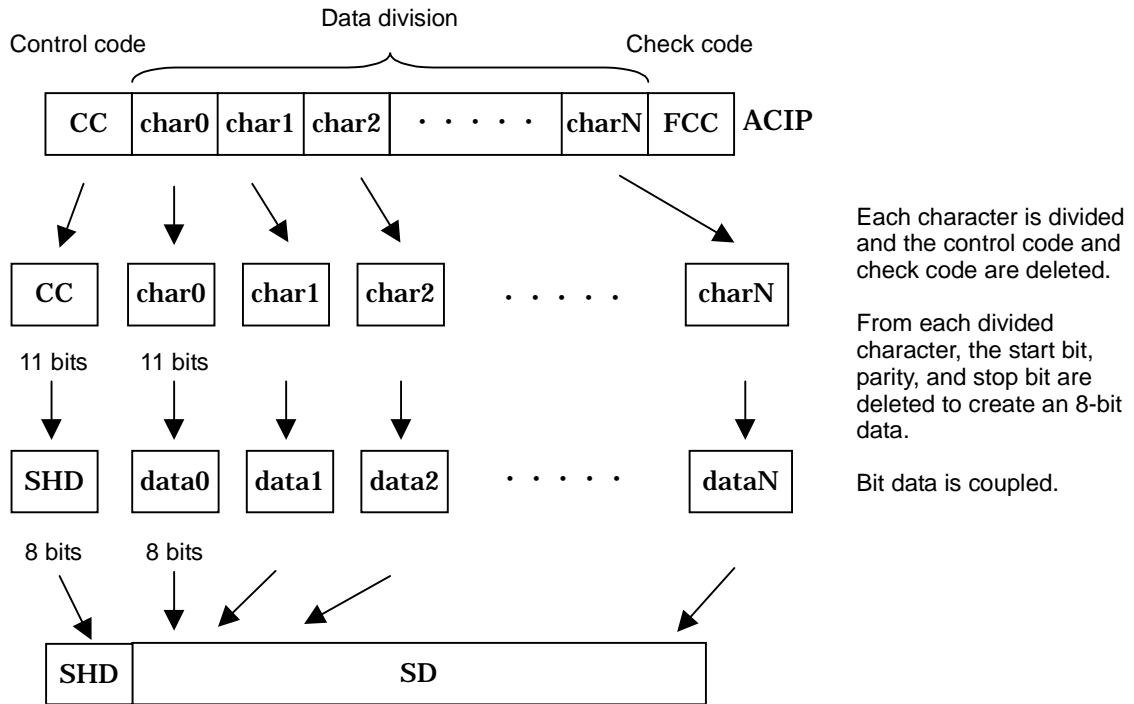 Data division
Control code
Check code
CC char0 char1 char2 · · · · · charN FCC ACIP
Each character is divided
and the control code and
check code are deleted.
CC char0 char1 char2 · · · · · charN
From each divided
character, the start bit,
parity, and stop bit are
deleted to create an 8-bit
data.
11 bits 11 bits
SHD data0 data1 data2 · · · · · dataN
Bit data is coupled.
8 bits 8 bits
SHD SD